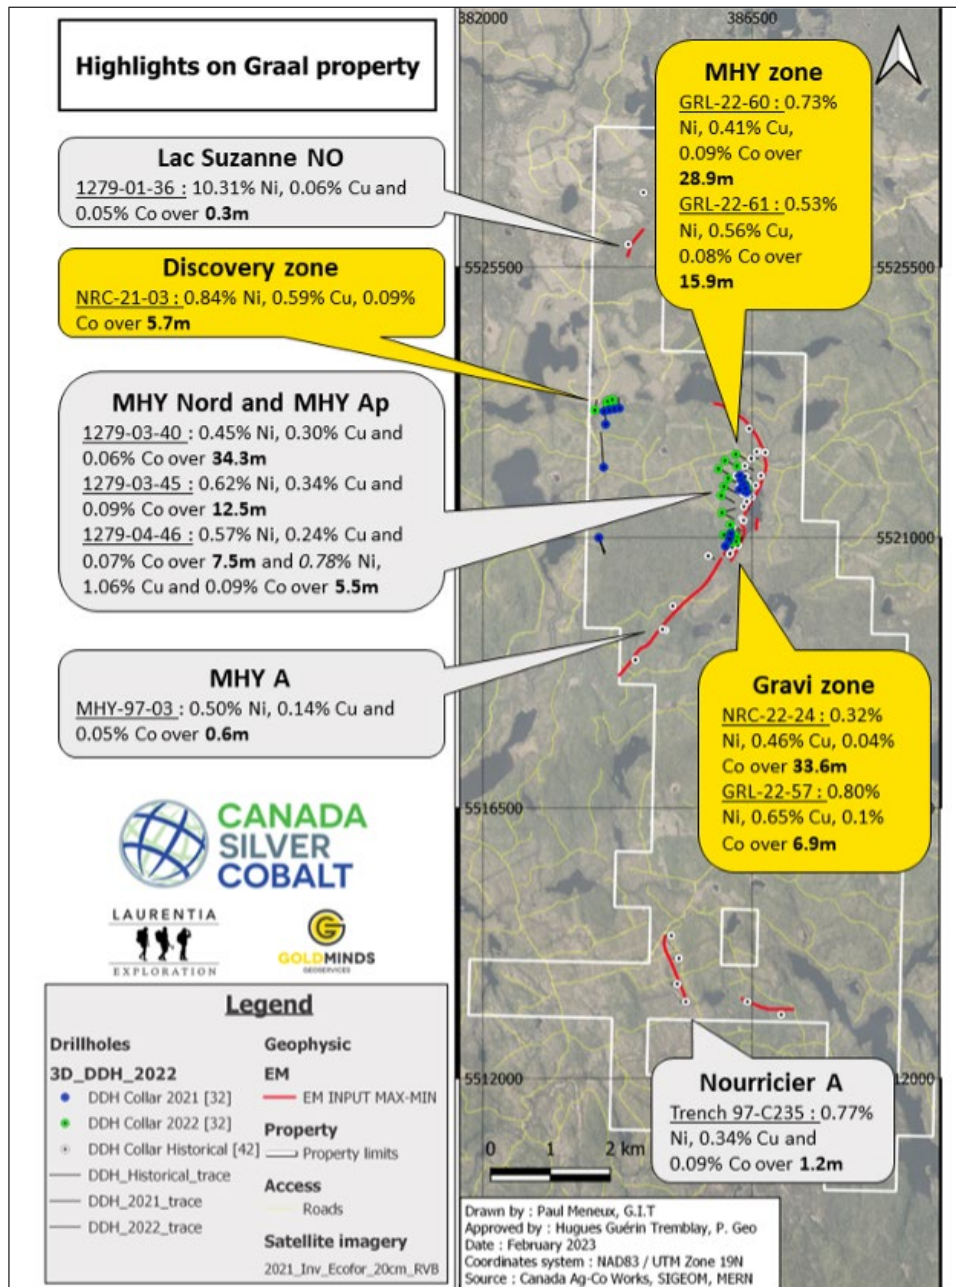 Highlights on Graal property
382000
386500
MHY zone
GRL-22-60 : 0.73%
Ni, 0.41% Cu,
0.09% Co over
28.9m
GRL-22-61 : 0.53%
Ni, 0.56% Cu,
0.08% Co over
15.9m
Lac Suzanne NO
1279-01-36 : 10.31% Ni, 0.06% Cu and
0.05% Co over 0.3m
5525500
5525500
Discovery zone
NRC-21-03 : 0.84% Ni, 0.59% Cu, 0.09%
Co over 5.7m
MHY Nord and MHY Ap
1279-03-40 : 0.45% Ni, 0.30% Cu and
0.06% Co over 34.3m
1279-03-45 : 0.62% Ni, 0.34% Cu and
0.09% Co over 12.5m
1279-04-46 : 0.57% Ni, 0.24% Cu and
0.07% Co over 7.5m and 0.78% Ni,
1.06% Cu and 0.09% Co over 5.5m
5521000
MHY A
MHY-97-03 : 0.50% Ni, 0.14% Cu and
0.05% Co over 0.6m
Gravi zone
NRC-22-24 : 0.32%
Ni, 0.46% Cu, 0.04%
Co over 33.6m
GRL-22-57 : 0.80%
Ni, 0.65% Cu, 0.1%
Co over 6.9m
5516500
5516500
CANADA
SILVER
COBALT
LAURENTIA
EXPLORATION
GOLDMINDS
GEOSERVICES
Legend
Drillholes
3D_DDH_2022
DDH Collar 2021 [32]
DDH Collar 2022 [32]
DDH Collar Historical [42]
DDH_Historical_trace
DDH_2021_trace
DDH_2022_trace
Geophysic
EM
EM INPUT MAX-MIN
Property
Property limits
Access
Roads
Satellite imagery
2021_Inv_Ecofor_20cm_RVB
5512000
2000
Nourricier A
Trench 97-C235 : 0.77%
Ni, 0.34% Cu and
0.09% Co over 1.2m
0 1 2 km
Drawn by : Paul Meneux, G.I.T
Approved by : Hugues Guérin Tremblay, P. Geo
Date : February 2023
Coordinates system : NAD83 / UTM Zone 19N
Source : Canada Ag-Co Works, SIGEOM, MERN